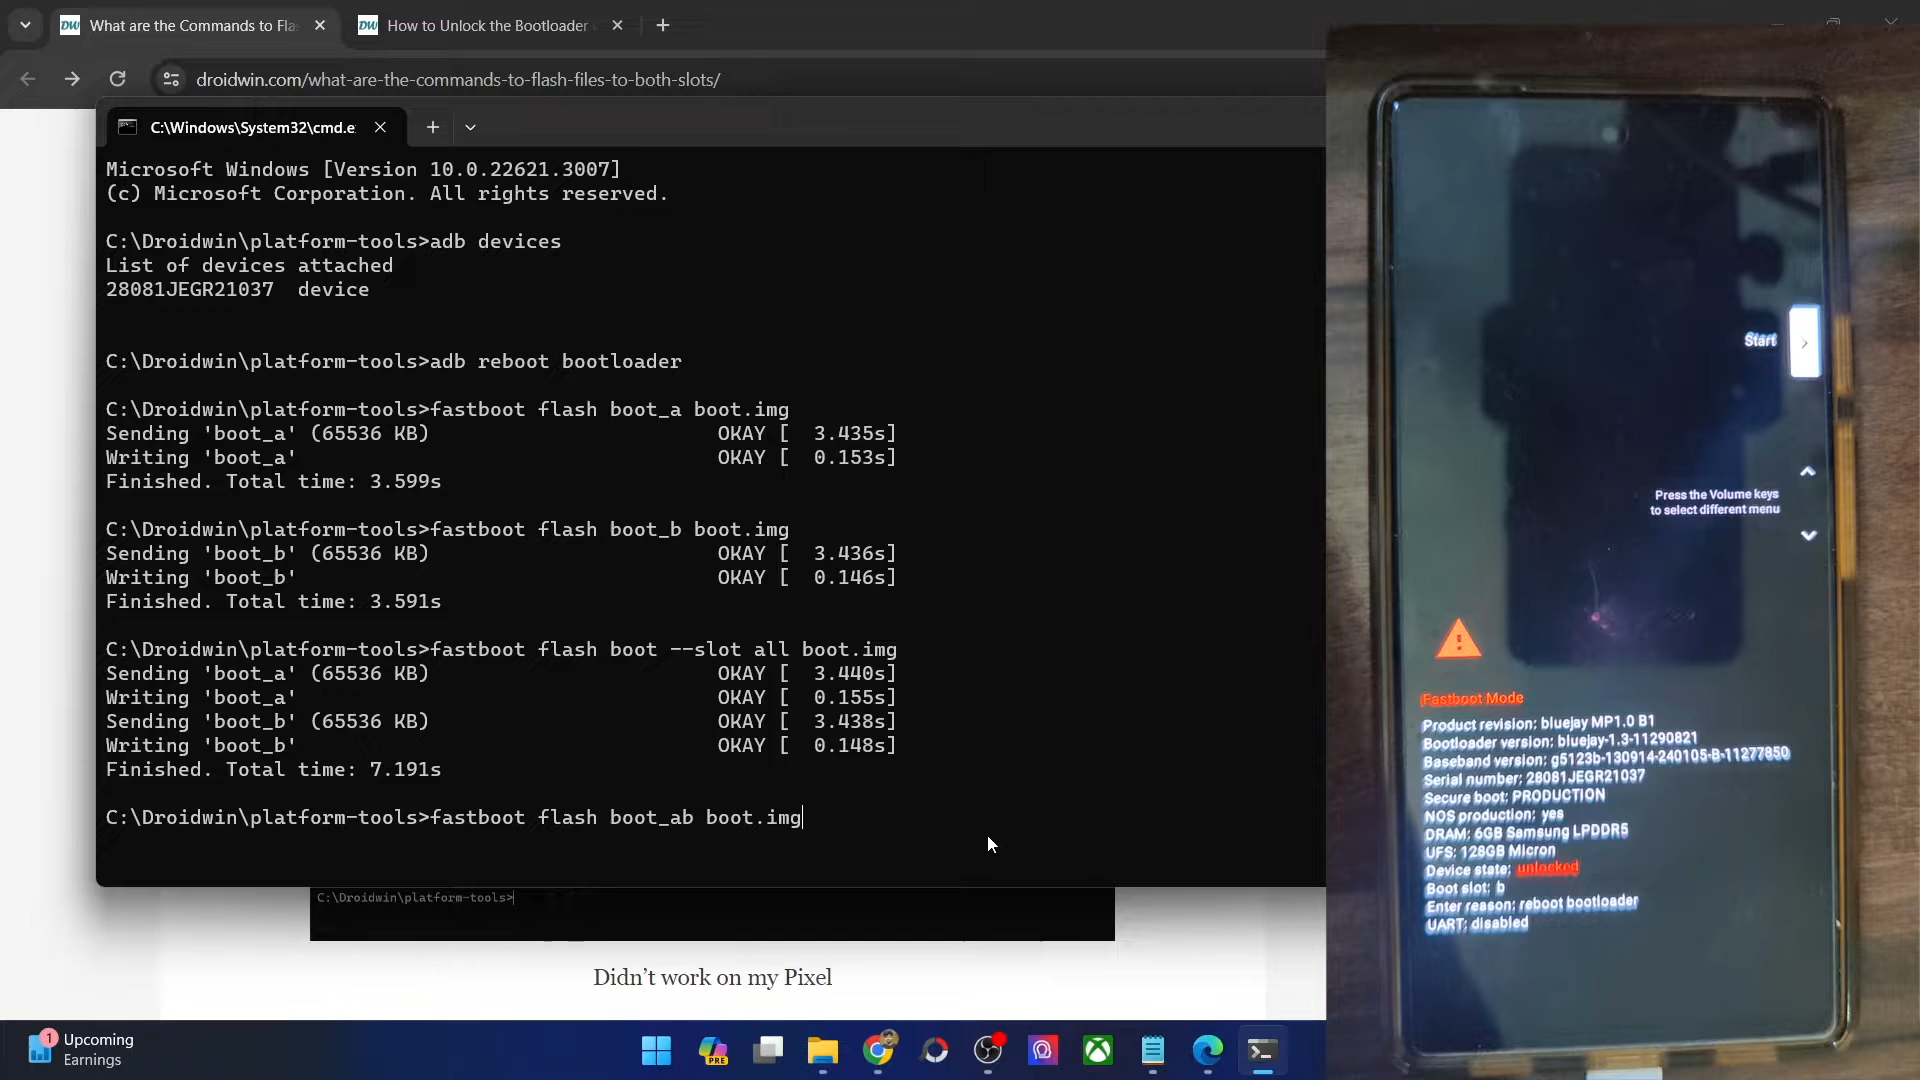 What are the Commands to Fla
How to Unlock the Bootloader
droidwin.com/what-are-the-commands-to-flash-files-to-both-slots/
C:\Windows\System32\cmd.e
Microsoft Windows [Version 10.0.22621.3007]
(c) Microsoft Corporation. All rights reserved.
C:\Droidwin\platform-tools>adb devices
List of devices attached
28081JEGR21037  device
C:\Droidwin\platform-tools>adb reboot bootloader
C:\Droidwin\platform-tools>fastboot flash boot_a boot.img
Sending 'boot_a' (65536 KB)                        OKAY [  3.435s]
Writing 'boot_a'                                   OKAY [  0.153s]
Finished. Total time: 3.599s
C:\Droidwin\platform-tools>fastboot flash boot_b boot.img
Sending 'boot_b' (65536 KB)                        OKAY [  3.436s]
Writing 'boot_b'                                   OKAY [  0.146s]
Finished. Total time: 3.591s
C:\Droidwin\platform-tools>fastboot flash boot --slot all boot.img
Sending 'boot_a' (65536 KB)                        OKAY [  3.440s]
Writing 'boot_a'                                   OKAY [  0.155s]
Sending 'boot_b' (65536 KB)                        OKAY [  3.438s]
Writing 'boot_b'                                   OKAY [  0.148s]
Finished. Total time: 7.191s
C:\Droidwin\platform-tools>fastboot flash boot_ab boot.img
C:\Droidwin\platform-tools>
Didn't work on my Pixel
1
Upcoming
Earnings
PRE
Start
Press the Volume keys
to select different menu
Fastboot Mode
Product revision: bluejay MP1.0 B1
Bootloader version: bluejay-1.3-11290821
Baseband version: g5123b-130914-240105-B-11277850
Serial number: 28081JEGR21037
Secure boot: PRODUCTION
NOS production: yes
DRAM: 6GB Samsung LPDDR5
UFS: 128GB Micron
Device state: unlocked
Boot slot: b
Enter reason: reboot bootloader
UART: disabled